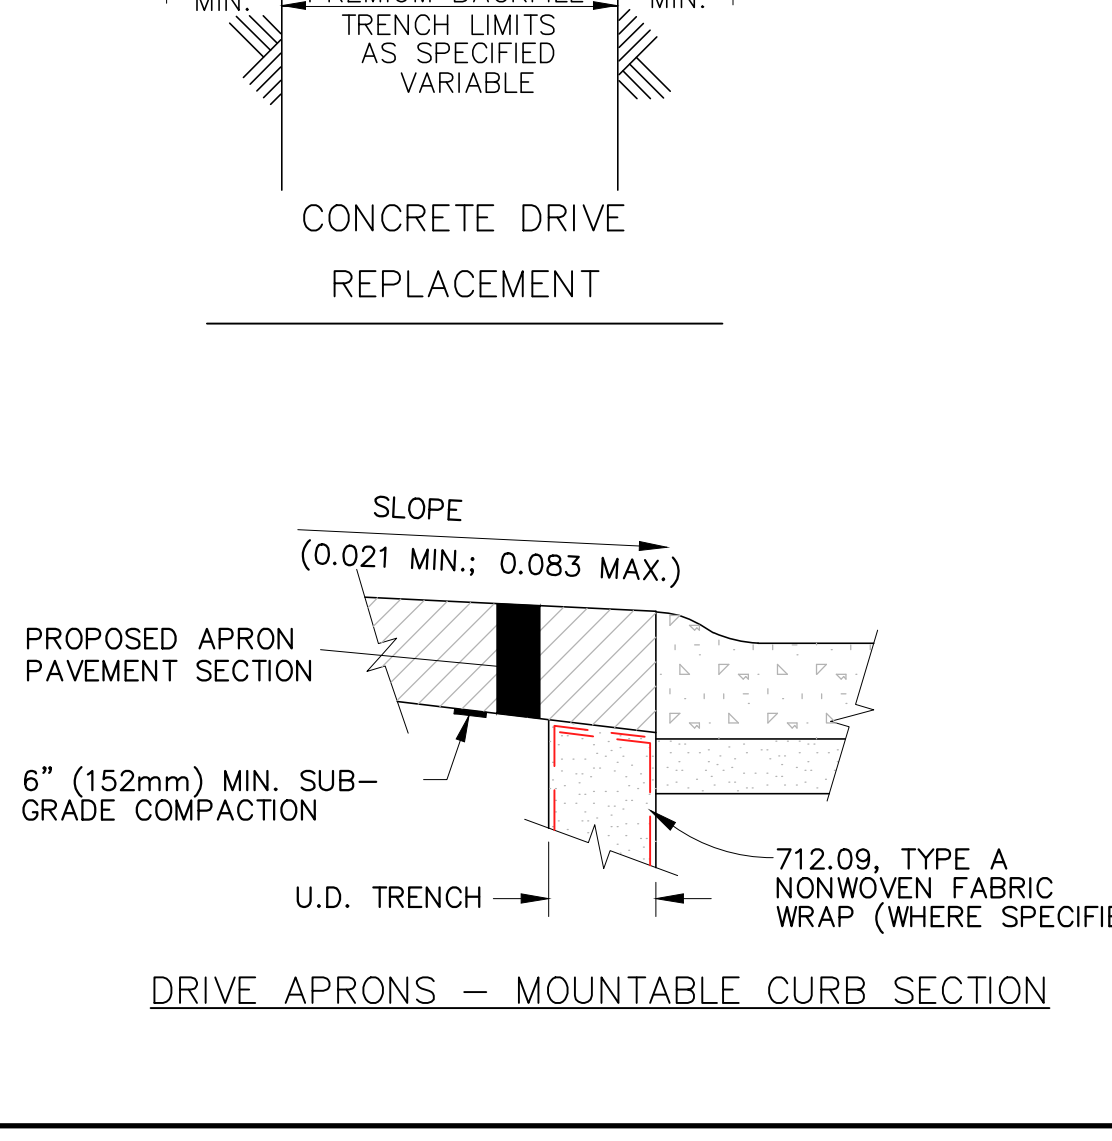 MIN. PREMIUM BACKFILL MIN.
TRENCH LIMITS
AS SPECIFIED
VARIABLE
CONCRETE DRIVE
REPLACEMENT
SLOPE
(0.021 MIN.; 0.083 MAX.)
PROPOSED APRON
PAVEMENT SECTION
6" (152mm) MIN. SUB-
GRADE COMPACTION
U.D. TRENCH
712.09, TYPE A
NONWOVEN FABRIC
WRAP (WHERE
DRIVE APRONS – MOUNTABLE CURB SECTION